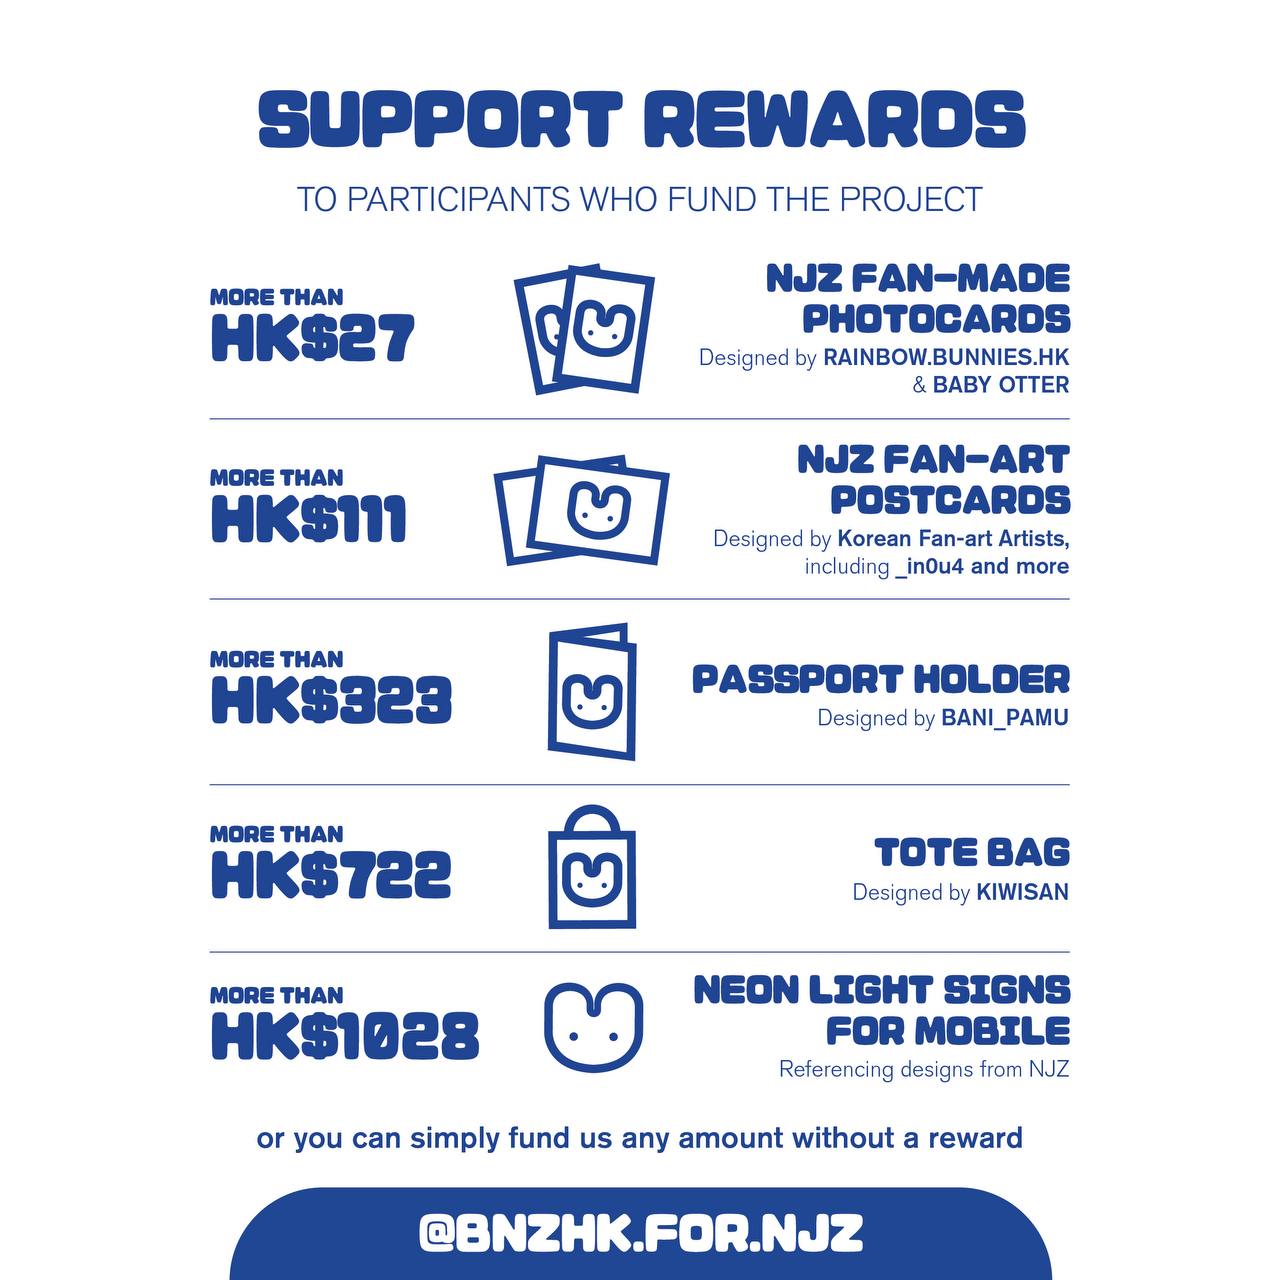 SUPPORT REWARDS
TO PARTICIPANTS WHO FUND THE PROJECT
MORE THAN
HK$27
NJZ FAN-MADE
PHOTOCARDS
Designed by RAINBOW.BUNNIES.HK
& BABY OTTER
MORE THAN
HK$111
NJZ FAN-ART
POSTCARDS
Designed by Korean Fan-art Artists,
including _in0u4 and more
MORE THAN
HK$323
PASSPORT HOLDER
Designed by BANI_PAMU
MORE THAN
HK$722
TOTE BAG
Designed by KIWISAN
MORE THAN
HK$1028
NEON LIGHT SIGNS
FOR MOBILE
Referencing designs from NJZ
or you can simply fund us any amount without a reward
@BNZHK.FOR.NJZ